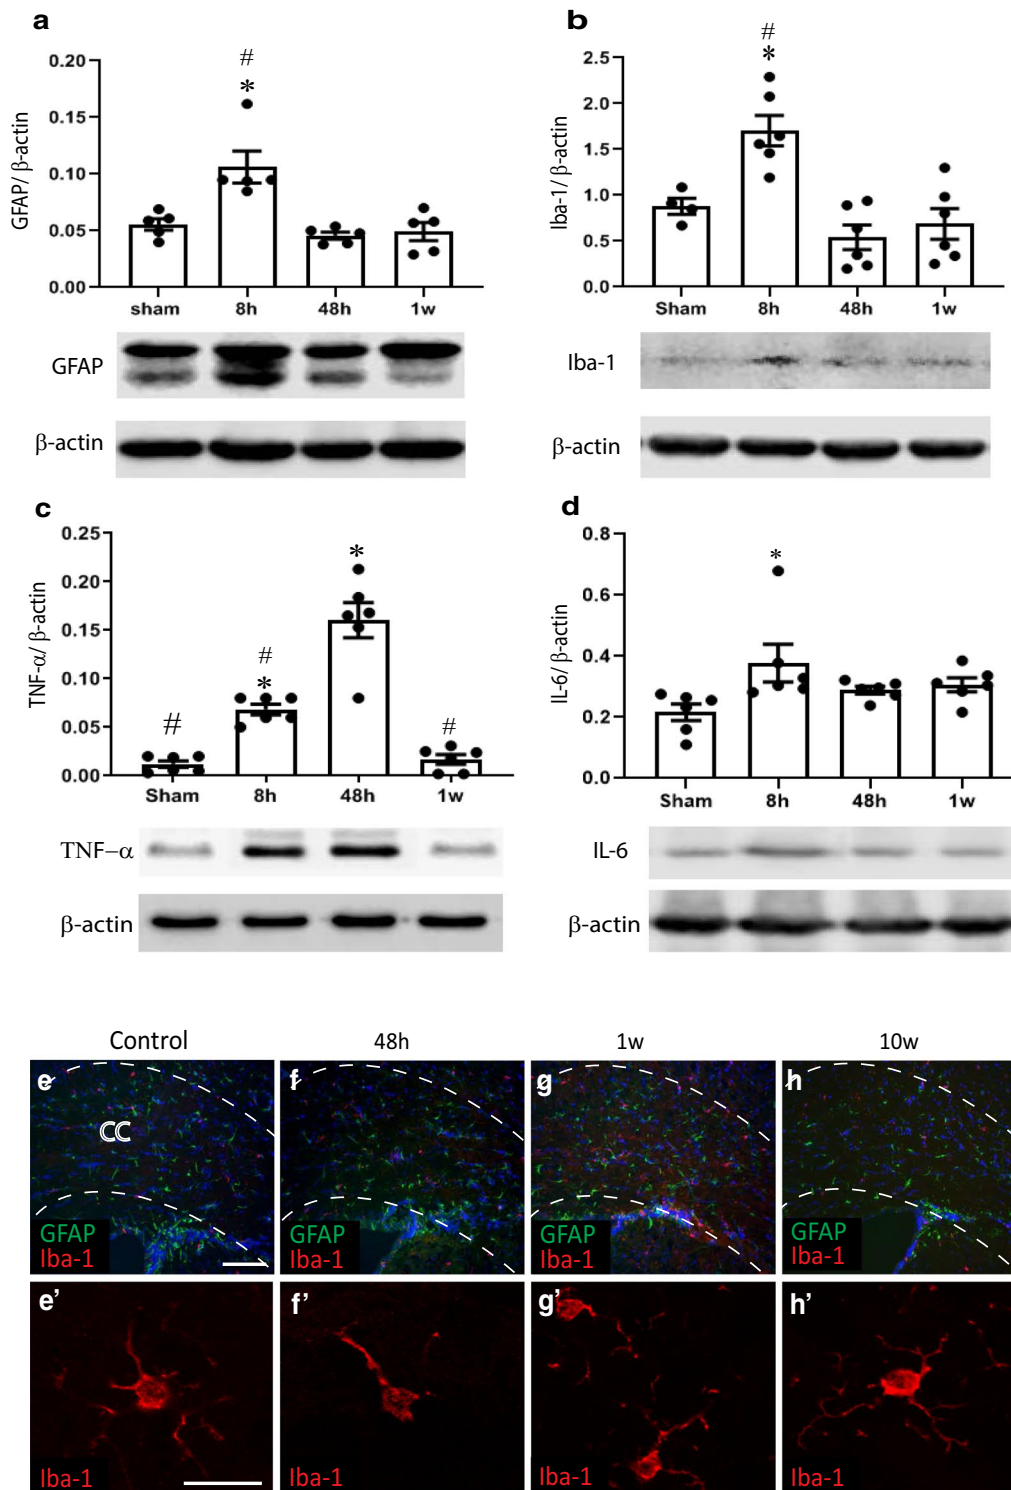 a
0.20
0.15
0.10
0.05
0.00
GFAP/ β-actin
#
*
sham 8h 48h 1w
GFAP
β-actin
b
2.5
2.0
1.5
1.0
0.5
0.0
Iba-1/ β-actin
#
*
Sham 8h 48h 1w
Iba-1
β-actin
c
0.25
0.20
0.15
0.10
0.05
0.00
TNF-α/ β-actin
#
#
*
*
#
Sham 8h 48h 1w
TNF−α
β-actin
d
0.8
0.6
0.4
0.2
0.0
IL-6/ β-actin
*
Sham 8h 48h 1w
IL-6
β-actin
Control 48h 1w 10w
e
CC
GFAP
Iba-1
f
GFAP
Iba-1
g
GFAP
Iba-1
h
GFAP
Iba-1
e'
Iba-1
f'
Iba-1
g'
Iba-1
h'
Iba-1